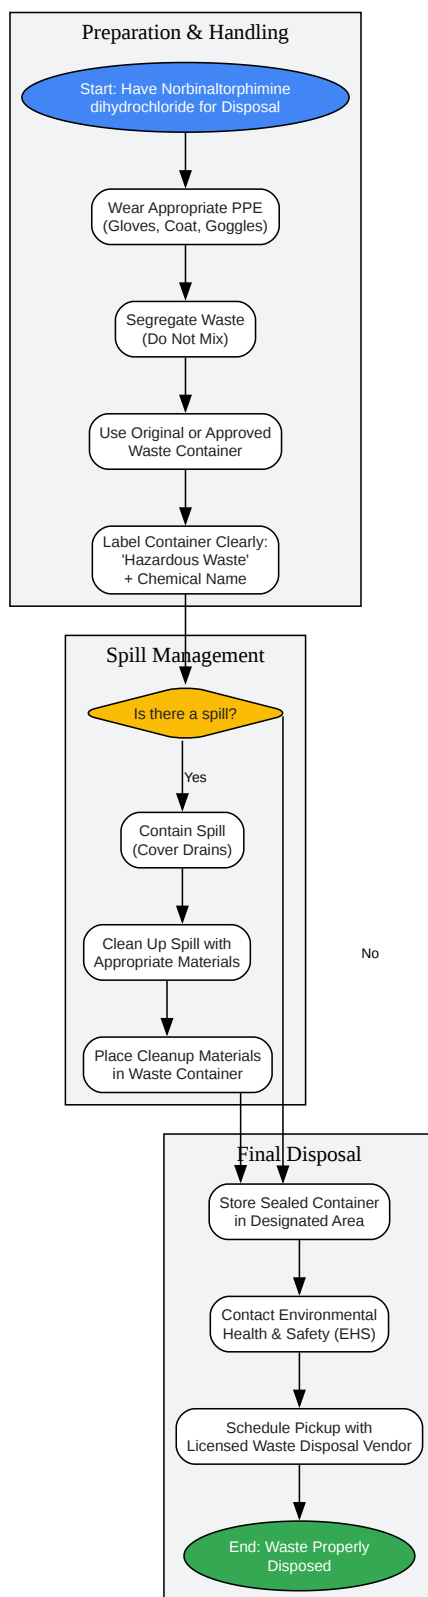 Preparation & Handling
Start: Have Norbinaltorphimine
dihydrochloride for Disposal
Wear Appropriate PPE
(Gloves, Coat, Goggles)
Segregate Waste
(Do Not Mix)
Use Original or Approved
Waste Container
Label Container Clearly:
'Hazardous Waste'
+ Chemical Name
Spill Management
Is there a spill?
Yes
Contain Spill
(Cover Drains)
Clean Up Spill with
Appropriate Materials
No
Place Cleanup Materials
in Waste Container
Final Disposal
Store Sealed Container
in Designated Area
Contact Environmental
Health & Safety (EHS)
Schedule Pickup with
Licensed Waste Disposal Vendor
End: Waste Properly
Disposed